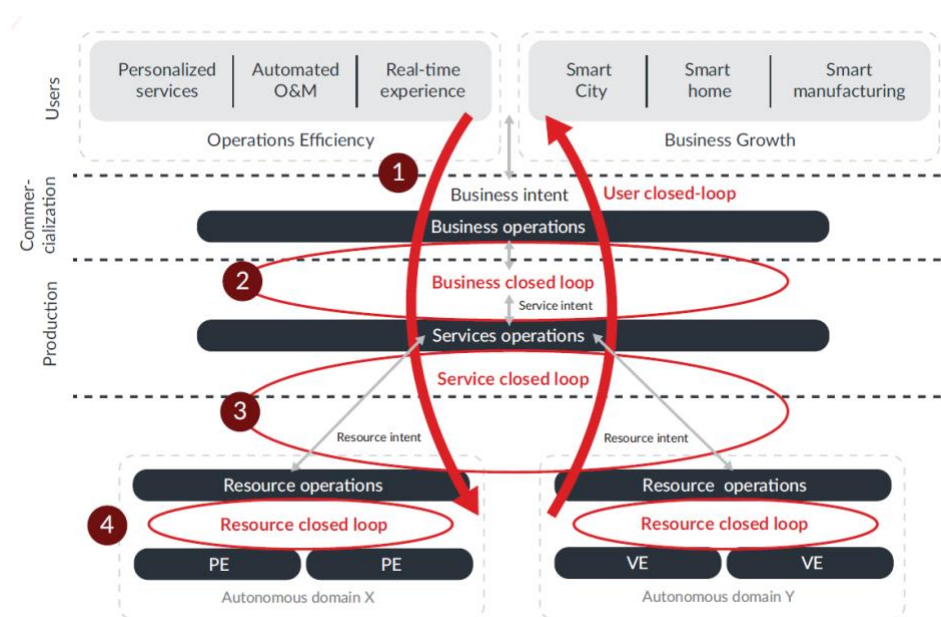 Users
Personalized
services
Automated
O&M
Real-time
experience
Operations Efficiency
Smart
City
Smart
home
Smart
manufacturing
Business Growth
1
Commer-
cialization
Business intent
User closed-loop
Business operations
2
Business closed loop
Production
Service intent
Services operations
Service closed loop
3
Resource intent
Resource intent
Resource operations
Resource operations
4
Resource closed loop
Resource closed loop
PE
PE
VE
VE
Autonomous domain X
Autonomous domain Y